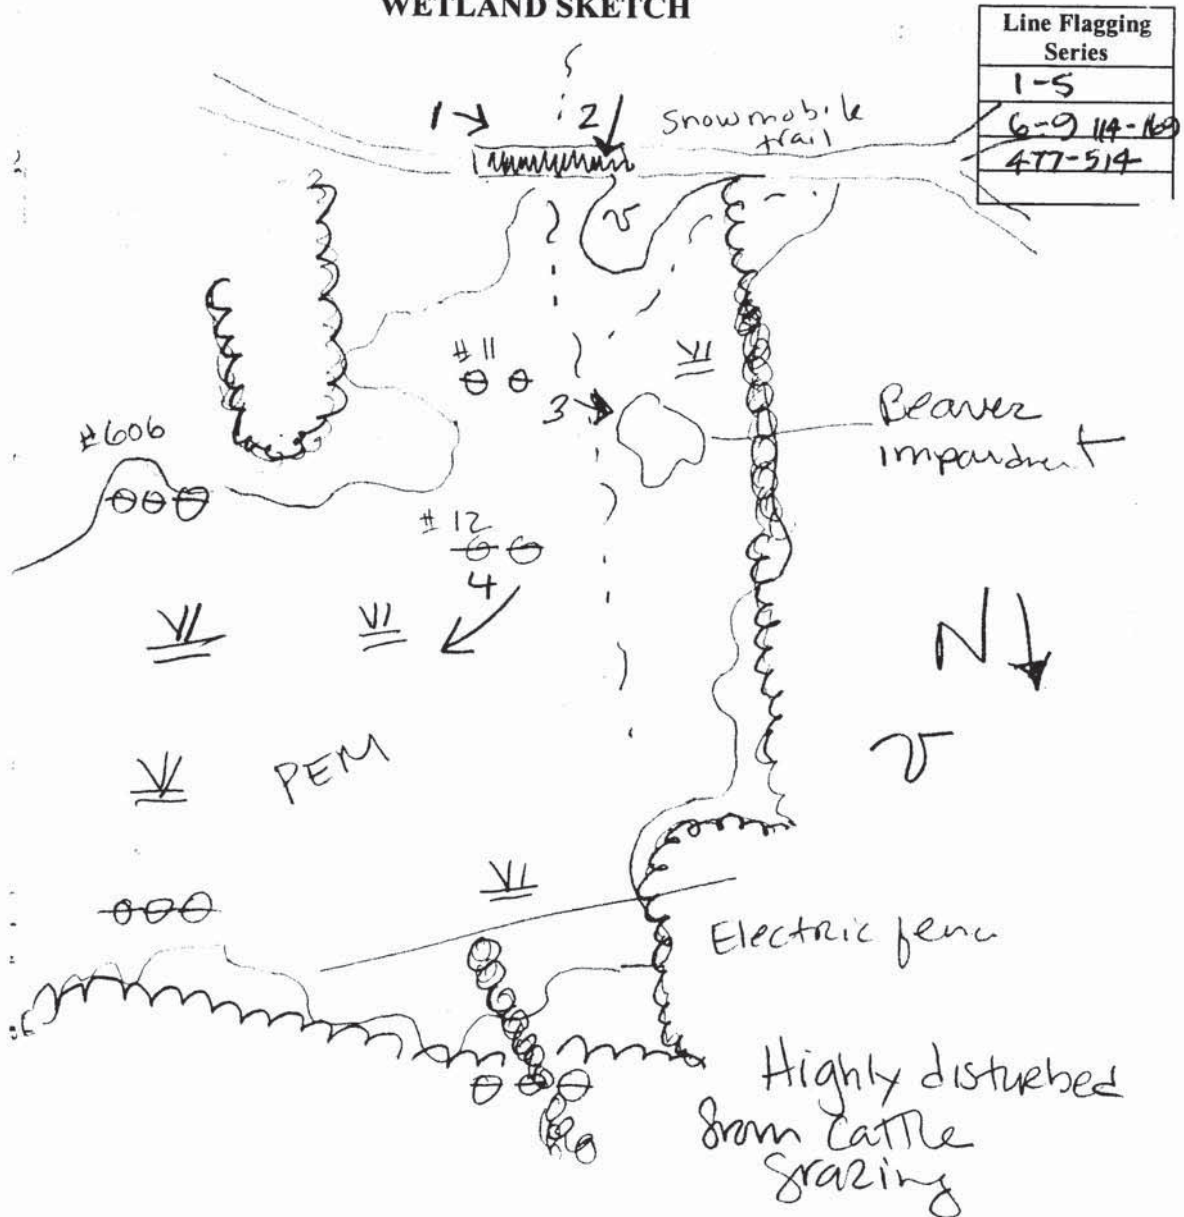 WETLAND SKETCH
Line Flagging
Series
1-5
6-9 114-169
477-514
1
2
Snowmobile
trail
U
#11
3
Beaver
impoundment
#606
#12
4
N
U
PEM
Electric fence
Highly disturbed
from cattle
grazing